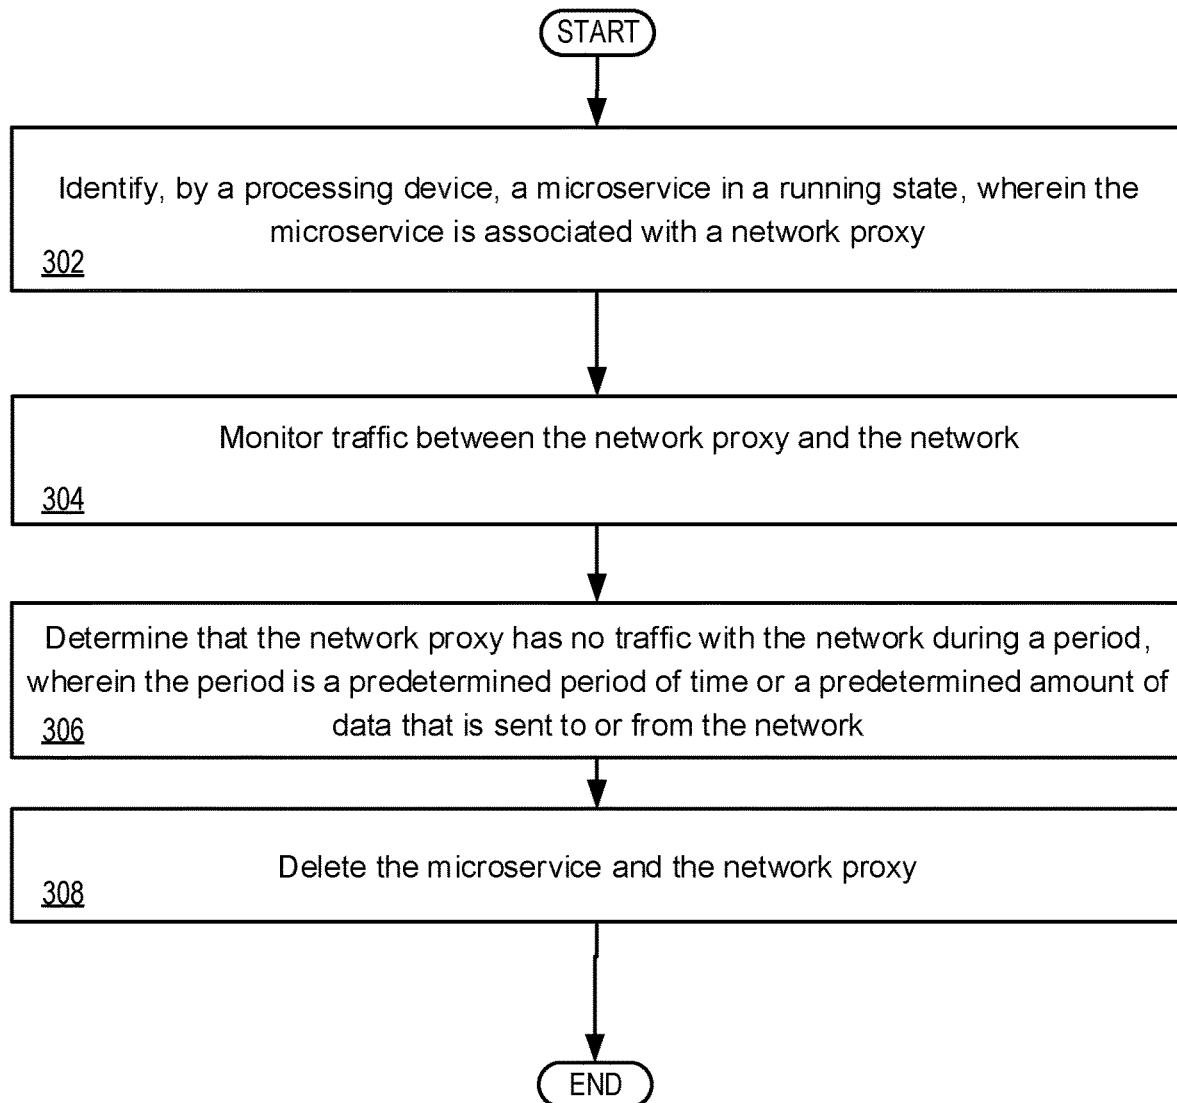 START
Identify, by a processing device, a microservice in a running state, wherein the
microservice is associated with a network proxy
302
Monitor traffic between the network proxy and the network
304
Determine that the network proxy has no traffic with the network during a period,
wherein the period is a predetermined period of time or a predetermined amount of
data that is sent to or from the network
306
Delete the microservice and the network proxy
308
END